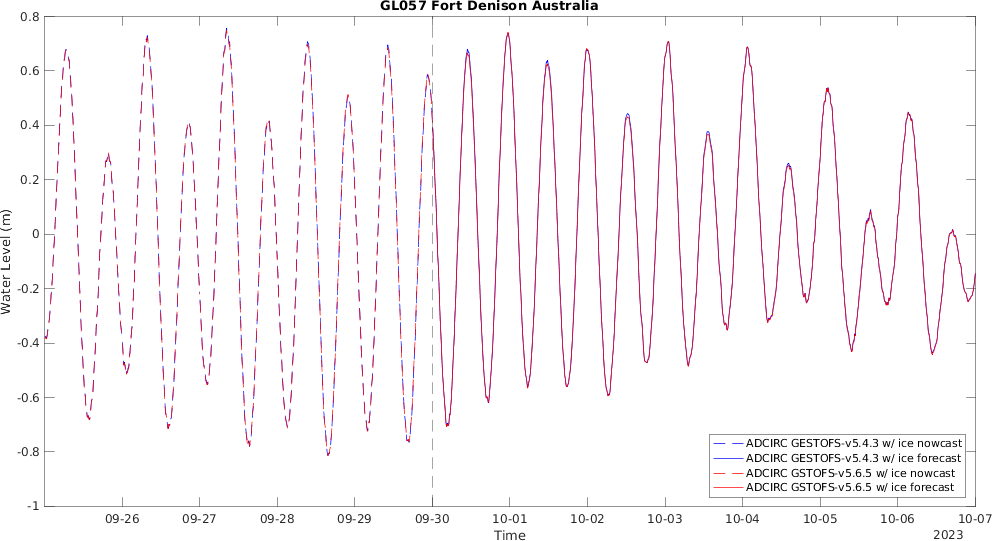 GL057 Fort Denison Australia
0.8
0.6
0.4
0.2
0
-0.2
-0.4
-0.6
-0.8
-1
Water Level (m)
ADCIRC GESTOFS-v5.4.3 w/ ice nowcast
ADCIRC GESTOFS-v5.4.3 w/ ice forecast
ADCIRC GSTOFS-v5.6.5 w/ ice nowcast
ADCIRC GSTOFS-v5.6.5 w/ ice forecast
09-26 09-27 09-28 09-29 09-30 10-01 10-02 10-03 10-04 10-05 10-06 10-07
Time
2023